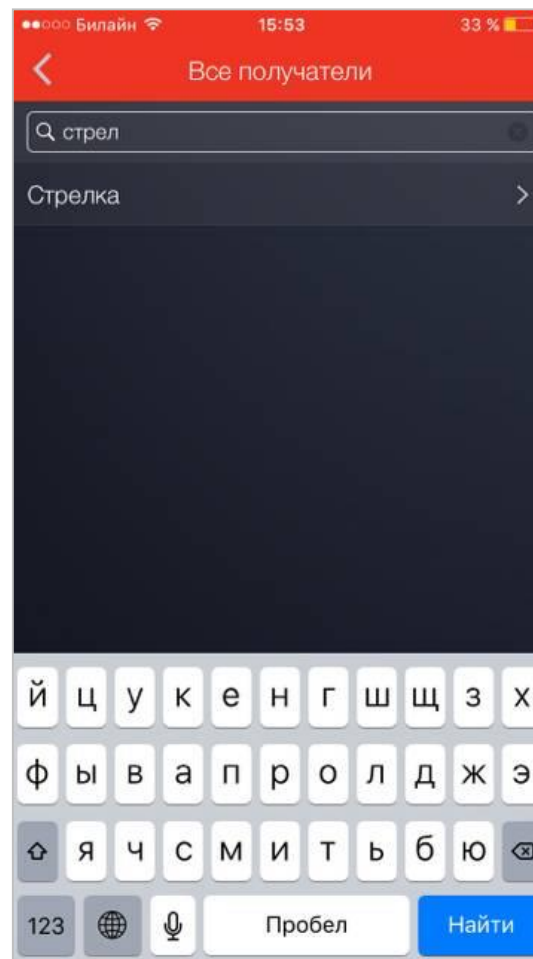 Билайн 15:53 33 %
Все получатели
стрел
Стрелка
й ц у к е н г ш щ з х
ф ы в а п р о л д ж э
я ч с м и т ь б ю
123 Пробел Найти